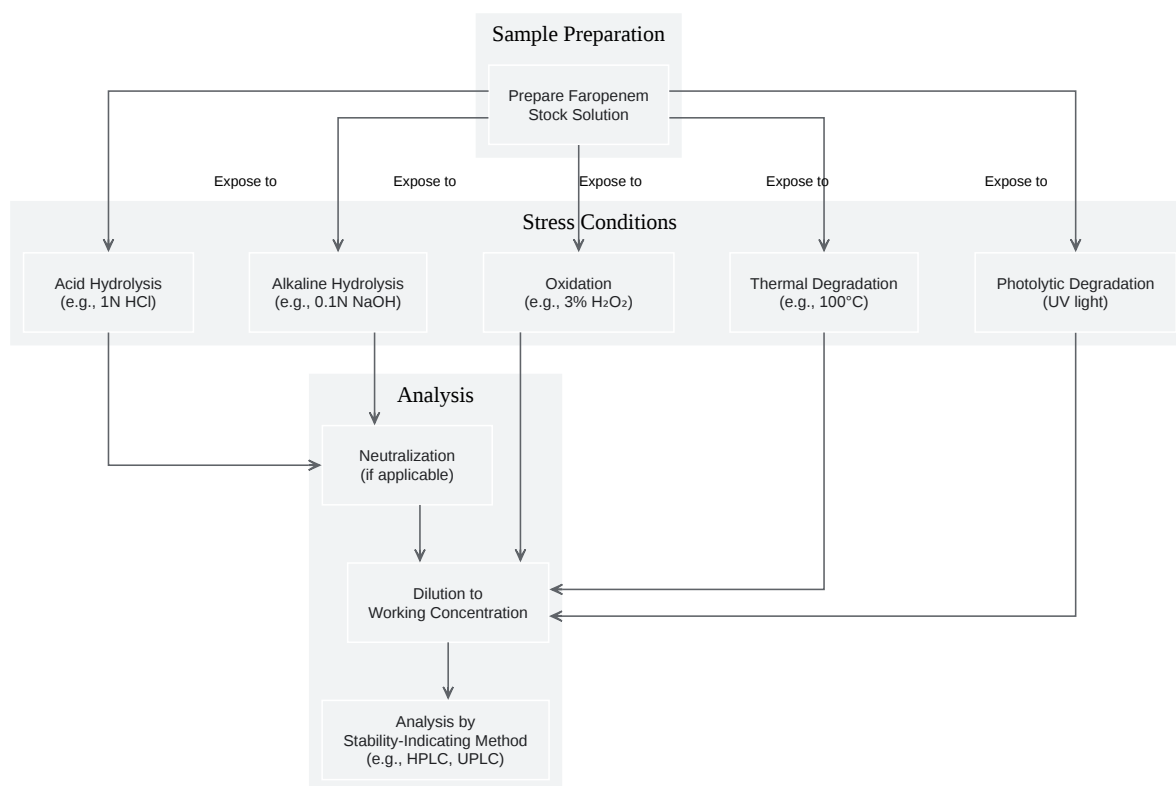 Sample Preparation
Prepare Faropenem
Stock Solution
Expose to
Expose to
Expose to
Expose to
Expose to
Stress Conditions
Acid Hydrolysis
(e.g., 1N HCl)
Alkaline Hydrolysis
(e.g., 0.1N NaOH)
Oxidation
(e.g., 3% H₂O₂)
Thermal Degradation
(e.g., 100°C)
Photolytic Degradation
(UV light)
Analysis
Neutralization
(if applicable)
Dilution to
Working Concentration
Analysis by
Stability-Indicating Method
(e.g., HPLC, UPLC)